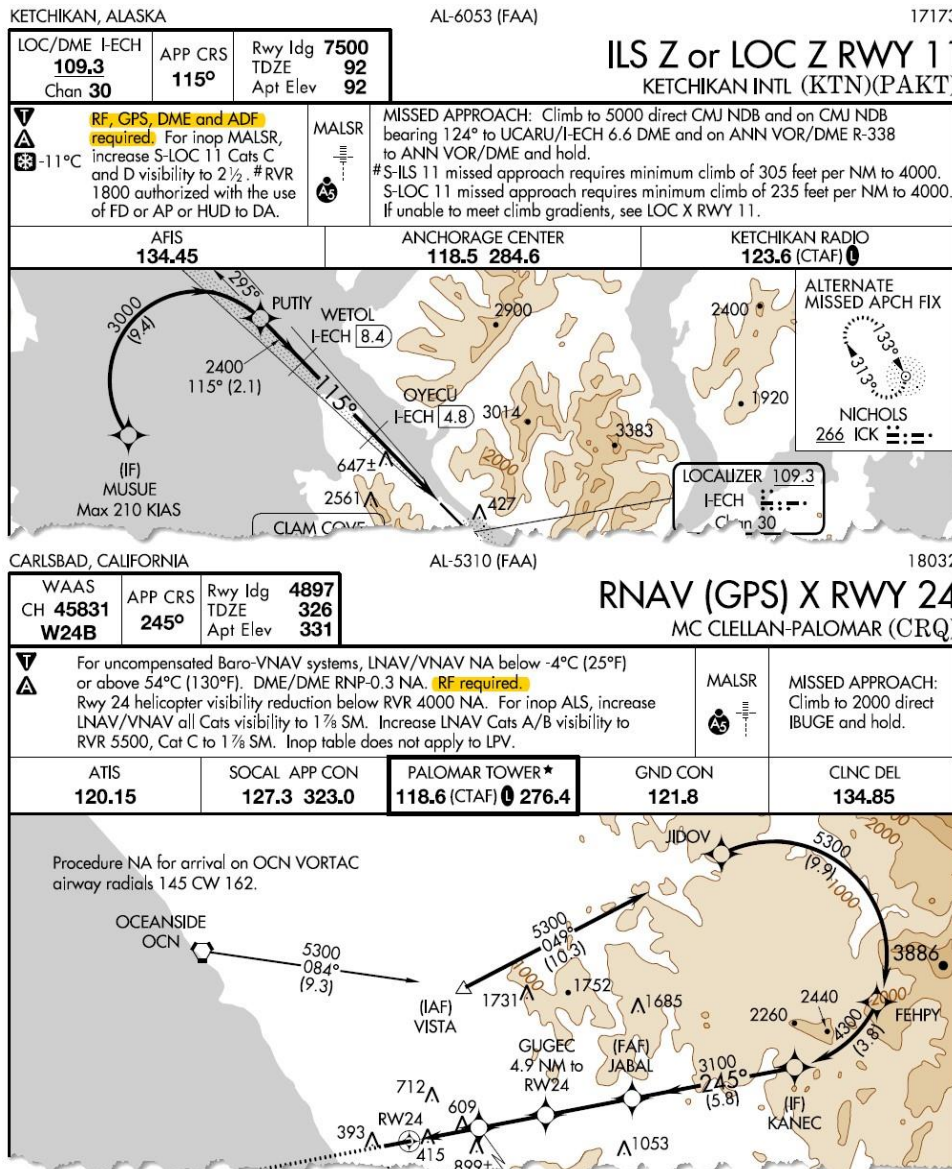 KETCHIKAN, ALASKA
AL-6053 (FAA)
17173
LOC/DME I-ECH
109.3
Chan 30
APP CRS
115°
Rwy ldg 7500
TDZE 92
Apt Elev 92
ILS Z or LOC Z RWY 11
KETCHIKAN INTL (KTN)(PAKT)
T
A
-11°C
RF, GPS, DME and ADF
required. For inop MALSR,
increase S-LOC 11 Cats C
and D visibility to 2½. #RVR
1800 authorized with the use
of FD or AP or HUD to DA.
MALSR
A5
MISSED APPROACH: Climb to 5000 direct CMJ NDB and on CMJ NDB
bearing 124° to UCARU/I-ECH 6.6 DME and on ANN VOR/DME R-338
to ANN VOR/DME and hold.
#S-ILS 11 missed approach requires minimum climb of 305 feet per NM to 4000.
S-LOC 11 missed approach requires minimum climb of 235 feet per NM to 4000.
If unable to meet climb gradients, see LOC X RWY 11.
AFIS
134.45
ANCHORAGE CENTER
118.5 284.6
KETCHIKAN RADIO
123.6 (CTAF) L
3000
(9.4)
295°
PUTIY
WETOL
I-ECH 8.4
2400
115° (2.1)
115°
OYECU
I-ECH 4.8
2900
3014
3383
2000
2400
1920
647±
2561
427
(IF)
MUSUE
Max 210 KIAS
CLAM COVE
LOCALIZER 109.3
I-ECH
Chan 30
ALTERNATE
MISSED APCH FIX
133°
313°
NICHOLS
266 ICK
CARLSBAD, CALIFORNIA
AL-5310 (FAA)
18032
WAAS
CH 45831
W24B
APP CRS
245°
Rwy ldg 4897
TDZE 326
Apt Elev 331
RNAV (GPS) X RWY 24
MC CLELLAN-PALOMAR (CRQ)
T
A
For uncompensated Baro-VNAV systems, LNAV/VNAV NA below -4°C (25°F)
or above 54°C (130°F). DME/DME RNP-0.3 NA. RF required.
Rwy 24 helicopter visibility reduction below RVR 4000 NA. For inop ALS, increase
LNAV/VNAV all Cats visibility to 1⅞ SM. Increase LNAV Cats A/B visibility to
RVR 5500, Cat C to 1⅞ SM. Inop table does not apply to LPV.
MALSR
A5
MISSED APPROACH:
Climb to 2000 direct
IBUGE and hold.
ATIS
120.15
SOCAL APP CON
127.3 323.0
PALOMAR TOWER★
118.6 (CTAF) L 276.4
GND CON
121.8
CLNC DEL
134.85
Procedure NA for arrival on OCN VORTAC
airway radials 145 CW 162.
OCEANSIDE
OCN
5300
084°
(9.3)
5300
049°
(10.3)
(IAF)
VISTA
JIDOV
5300
(9.9)
1000
2000
3886
2000
FEHPY
1000
1731
1752
1685
2260
2440
4300
(3.8)
GUGEC
4.9 NM to
RW24
(FAF)
JABAL
3100
245°
(5.8)
(IF)
KANEC
712
609
RW24
393
415
899±
1053